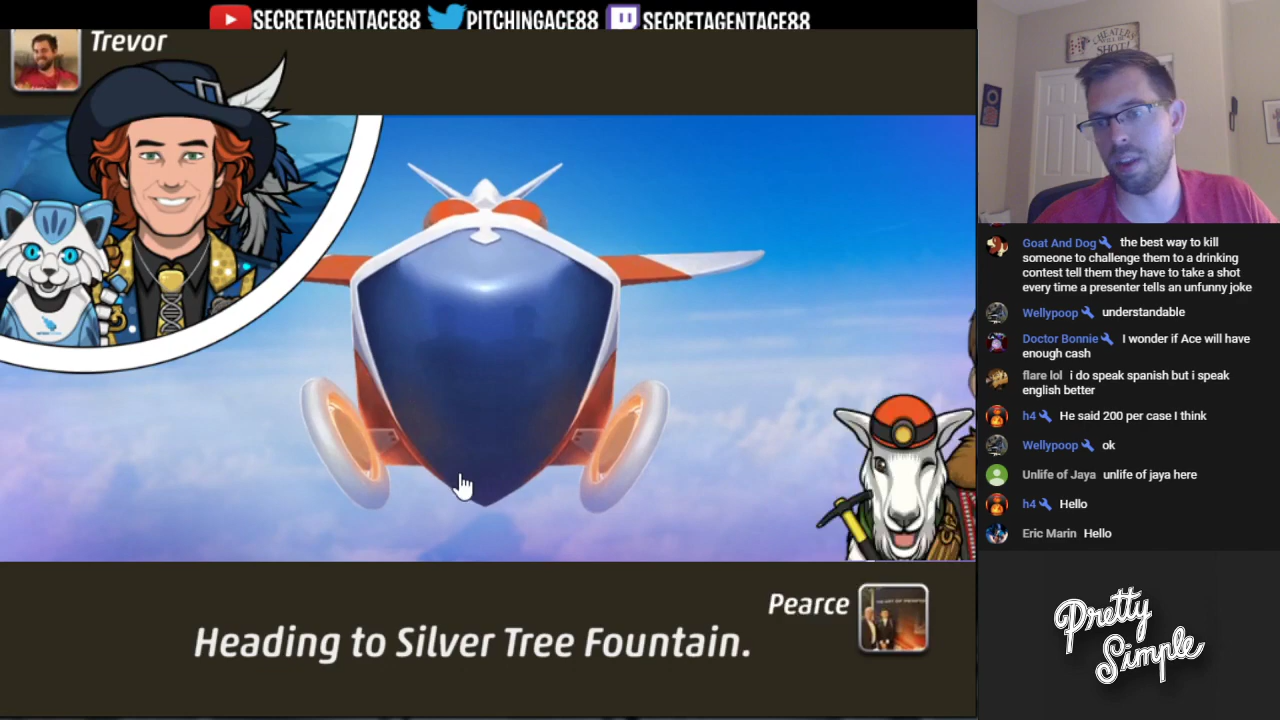 SECRETAGENTACE88 PITCHINGACE88 SECRETAGENTACE88
Trevor
CHEATERS
WILL BE
SHOT!
Goat And Dog the best way to kill
someone to challenge them to a drinking
contest tell them they have to take a shot
every time a presenter tells an unfunny joke
Wellypoop understandable
Doctor Bonnie I wonder if Ace will have
enough cash
flare lol i do speak spanish but i speak
english better
h4 He said 200 per case I think
Wellypoop ok
Unlife of Jaya unlife of jaya here
h4 Hello
Eric Marin Hello
Pearce
Heading to Silver Tree Fountain.
Pretty
Simple